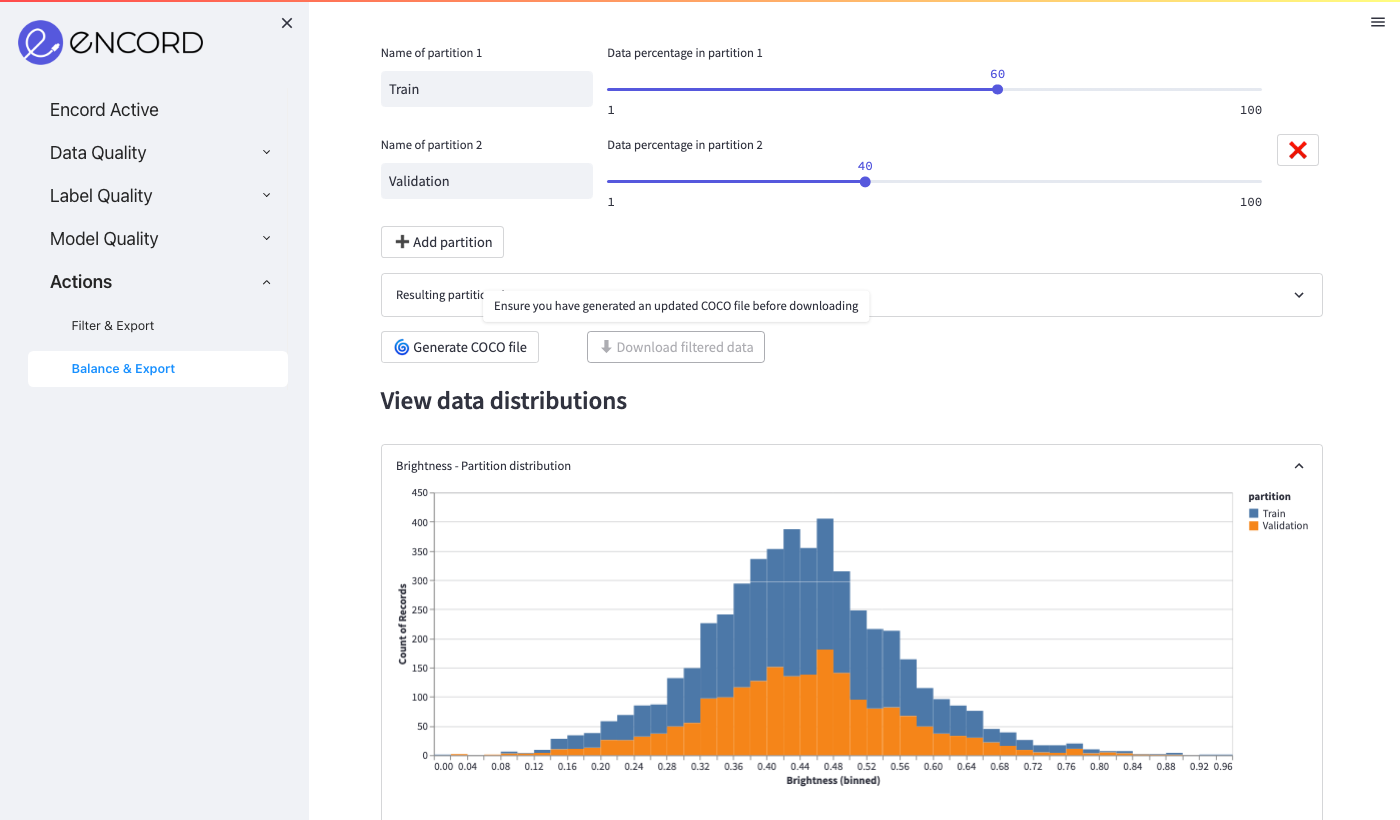 encord
Encord Active
Data Quality
Label Quality
Model Quality
Actions
Filter & Export
Balance & Export
Name of partition 1
Data percentage in partition 1
Train
60
1
100
Name of partition 2
Data percentage in partition 2
Validation
40
1
100
Add partition
Resulting partitio
Ensure you have generated an updated COCO file before downloading
Generate COCO file
Download filtered data
View data distributions
Brightness - Partition distribution
450
400
350
300
250
200
150
100
50
0
Count of Records
0.00 0.04 0.08 0.12 0.16 0.20 0.24 0.28 0.32 0.36 0.40 0.44 0.48 0.52 0.56 0.60 0.64 0.68 0.72 0.76 0.80 0.84 0.88 0.92 0.96
Brightness (binned)
partition
Train
Validation